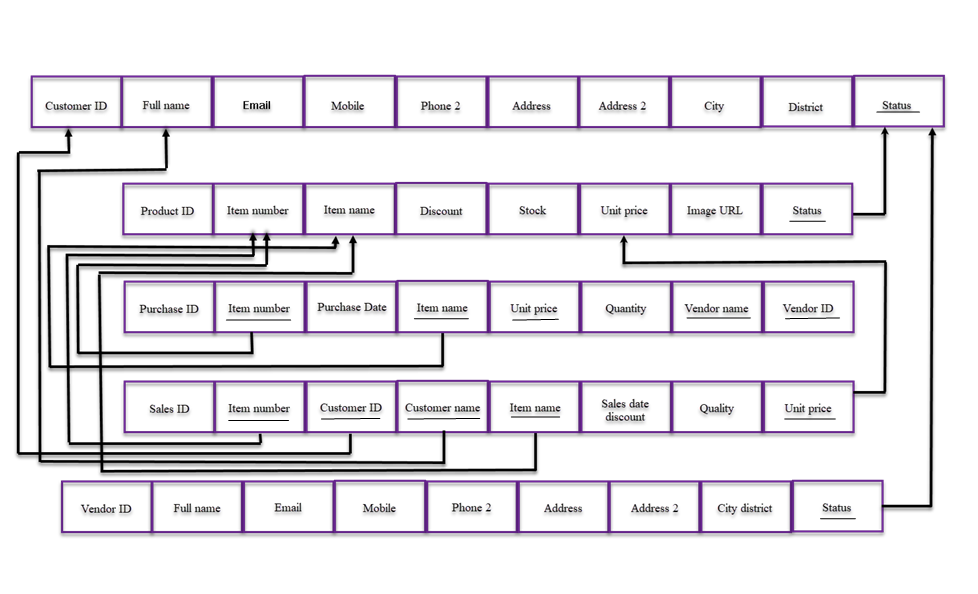 Customer ID Full name Email Mobile Phone 2 Address Address 2 City District Status
Product ID Item number Item name Discount Stock Unit price Image URL Status
Purchase ID Item number Purchase Date Item name Unit price Quantity Vendor name Vendor ID
Sales ID Item number Customer ID Customer name Item name Sales date discount Quality Unit price
Vendor ID Full name Email Mobile Phone 2 Address Address 2 City district Status